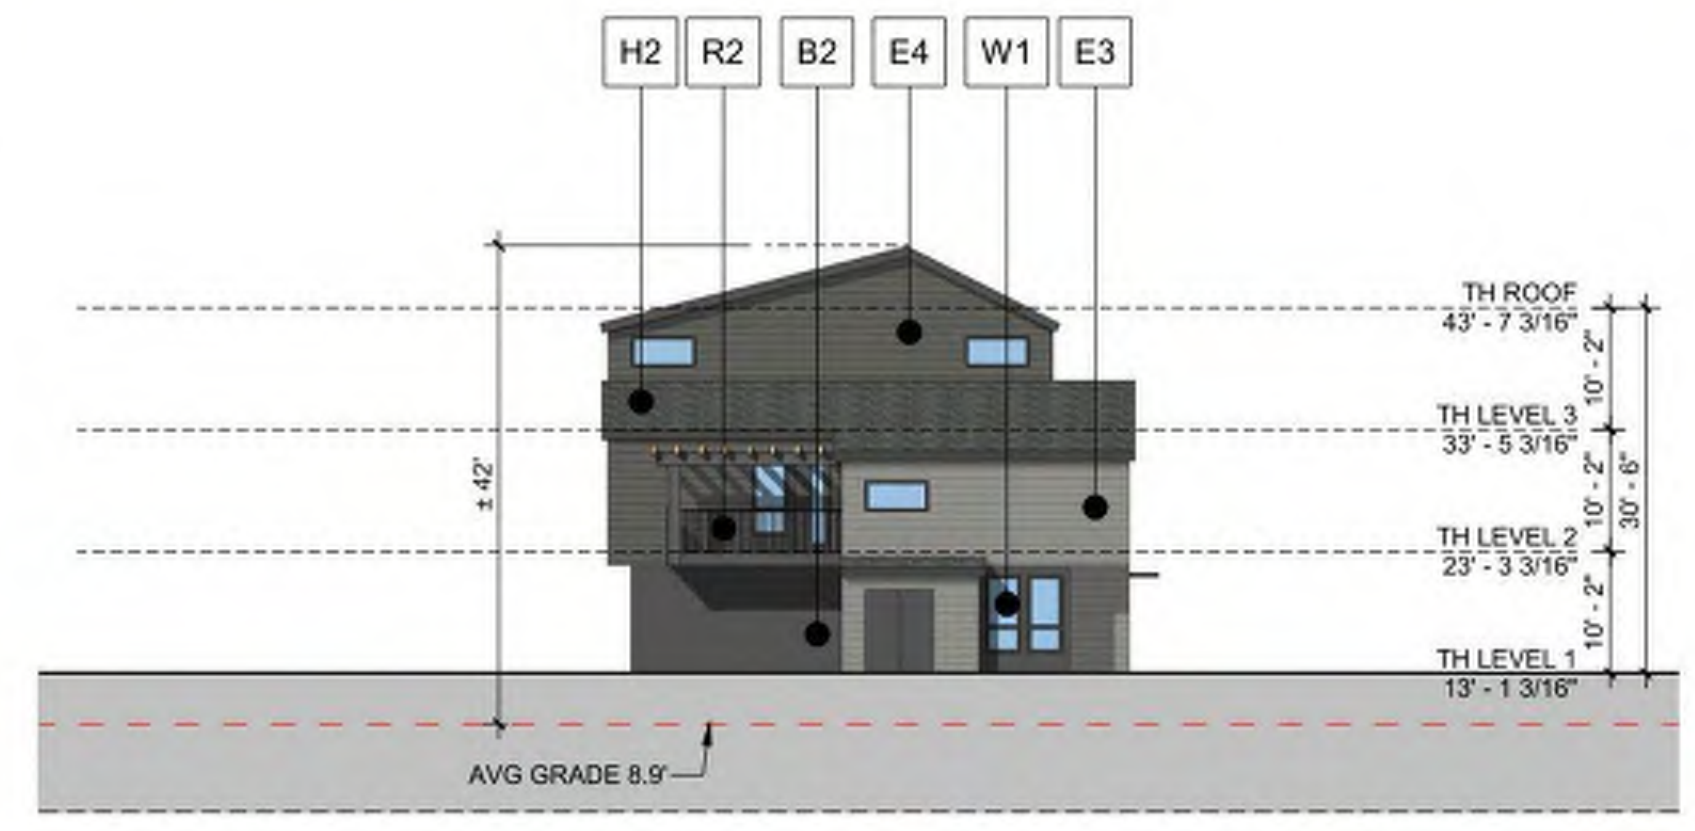 H2 R2 B2 E4 W1 E3
TH ROOF
43' - 7 3/16"
10' - 2"
TH LEVEL 3
33' - 5 3/16"
± 42'
10' - 2"
30' - 6"
TH LEVEL 2
23' - 3 3/16"
10' - 2"
TH LEVEL 1
13' - 1 3/16"
AVG GRADE 8.9'